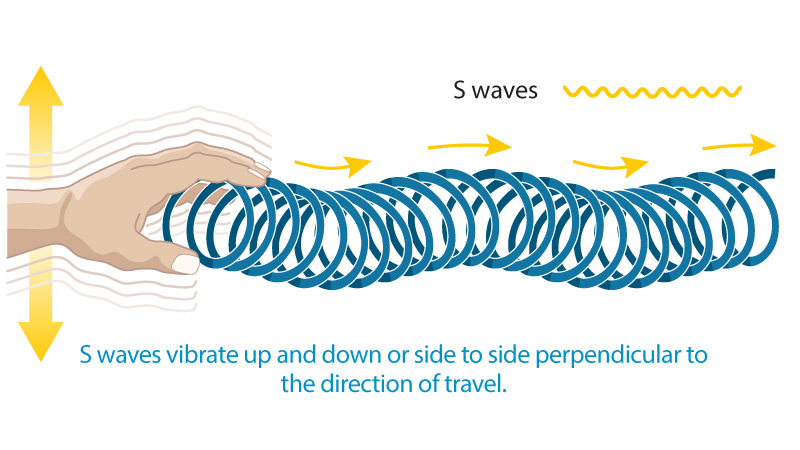 S waves
S waves vibrate up and down or side to side perpendicular to
the direction of travel.